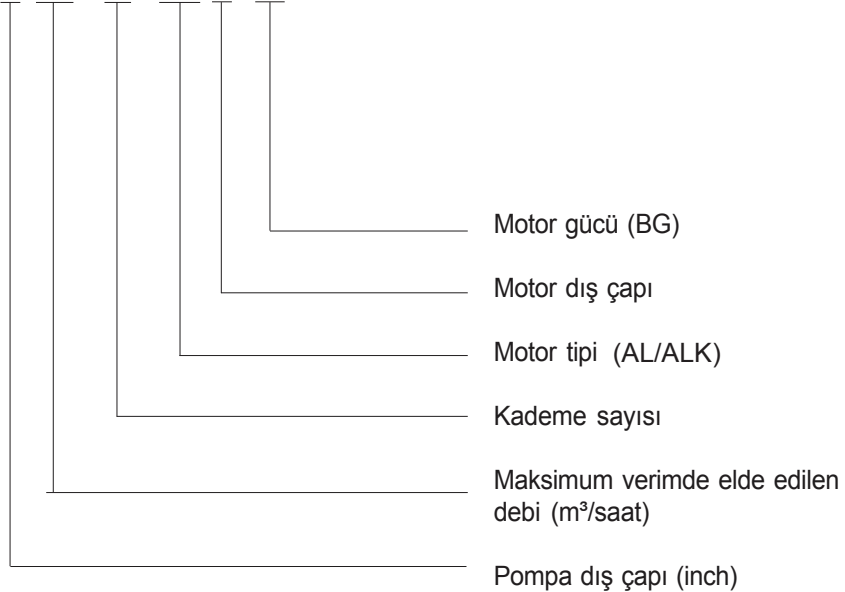 Motor gücü (BG)
Motor dış çapı
Motor tipi (AL/ALK)
Kademe sayısı
Maksimum verimde elde edilen
debi (m³/saat)
Pompa dış çapı (inch)